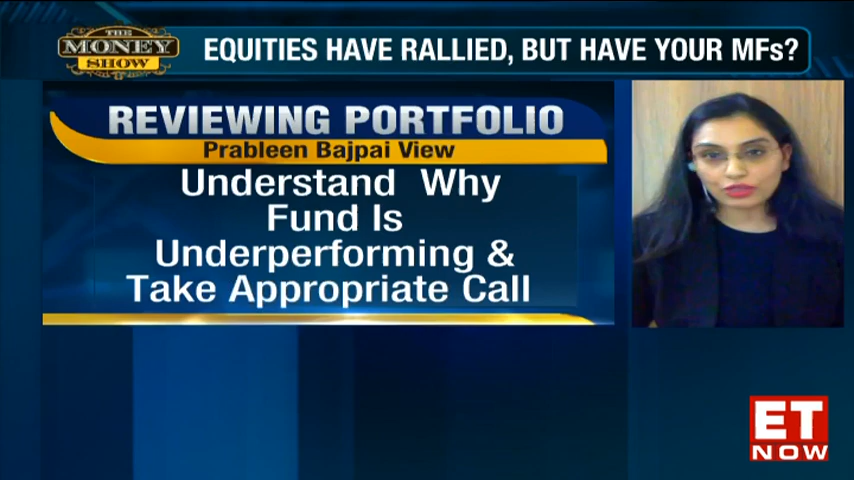 THE
MONEY
SHOW
EQUITIES HAVE RALLIED, BUT HAVE YOUR MFs?
REVIEWING PORTFOLIO
Prableen Bajpai View
Understand Why
Fund Is
Underperforming &
Take Appropriate Call
ET
NOW